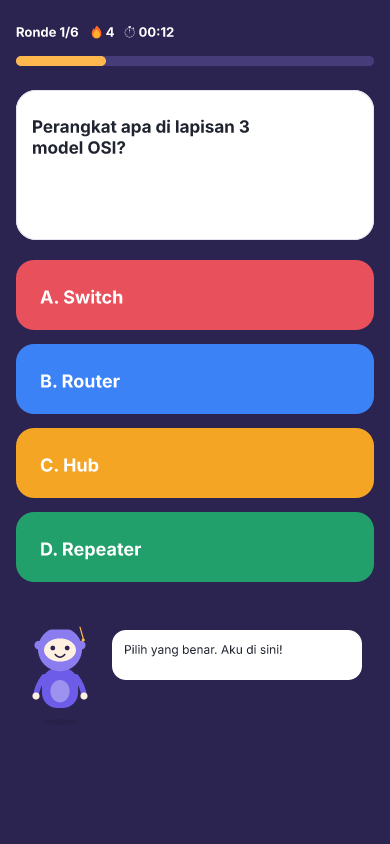 Ronde 1/6 🔥 4 ⏱ 00:12
Perangkat apa di lapisan 3
model OSI?
A. Switch
B. Router
C. Hub
D. Repeater
Pilih yang benar. Aku di sini!